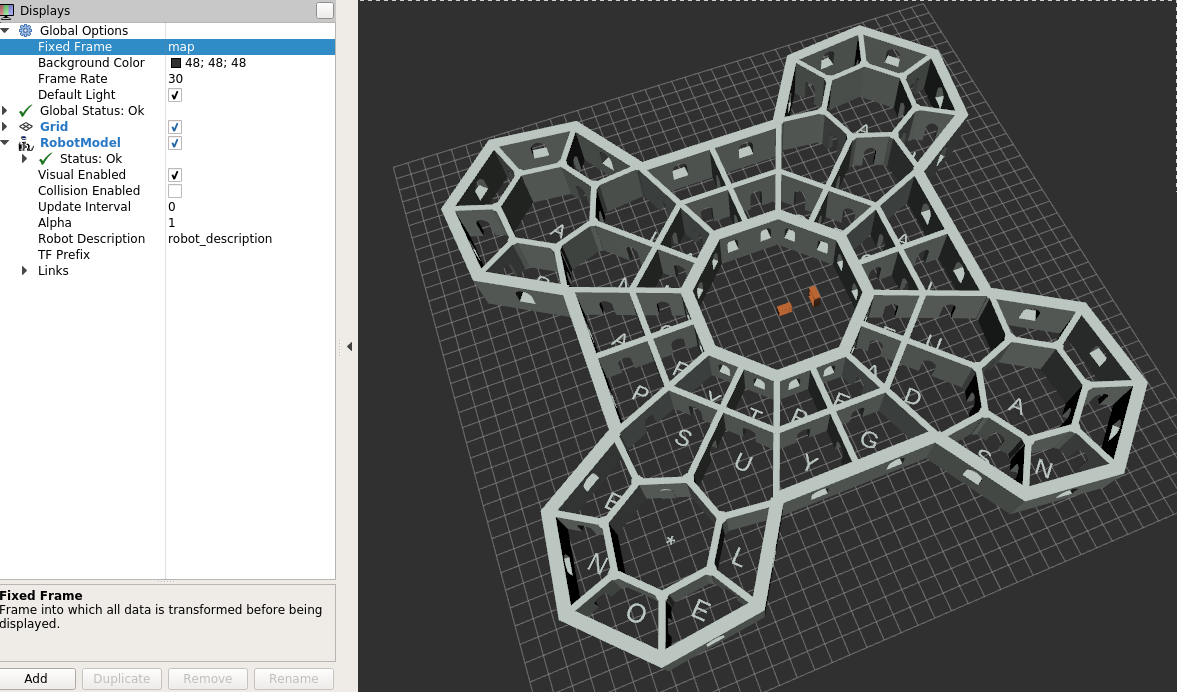 Displays
Global Options
Fixed Frame map
Background Color 48; 48; 48
Frame Rate 30
Default Light
Global Status: Ok
Grid
RobotModel
Status: Ok
Visual Enabled
Collision Enabled
Update Interval 0
Alpha 1
Robot Description robot_description
TF Prefix
Links
Fixed Frame
Frame into which all data is transformed before being
displayed.
Add Duplicate Remove Rename
A
A
A
P
S
U
Y
G
D
U
A
S
N
E
N
*
L
O
E